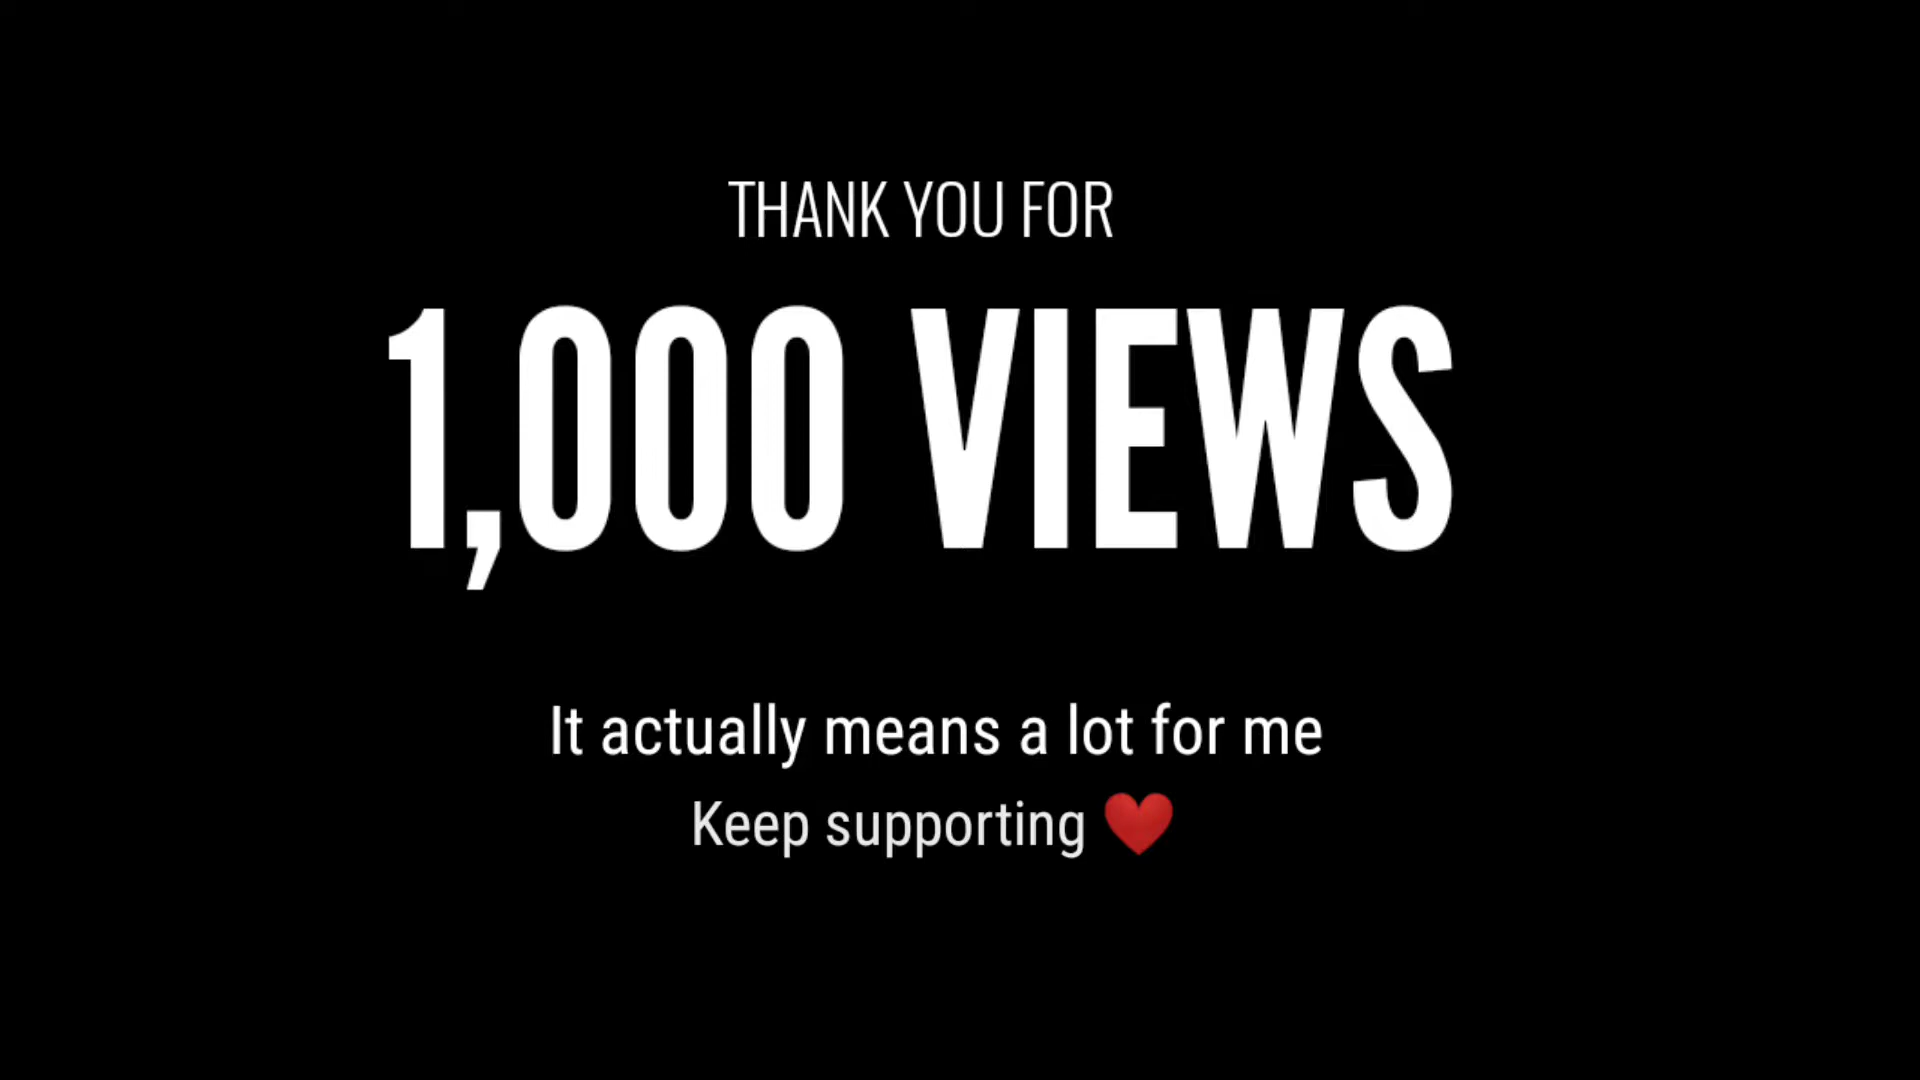 THANK YOU FOR
1,000 VIEWS
It actually means a lot for me
Keep supporting ❤️